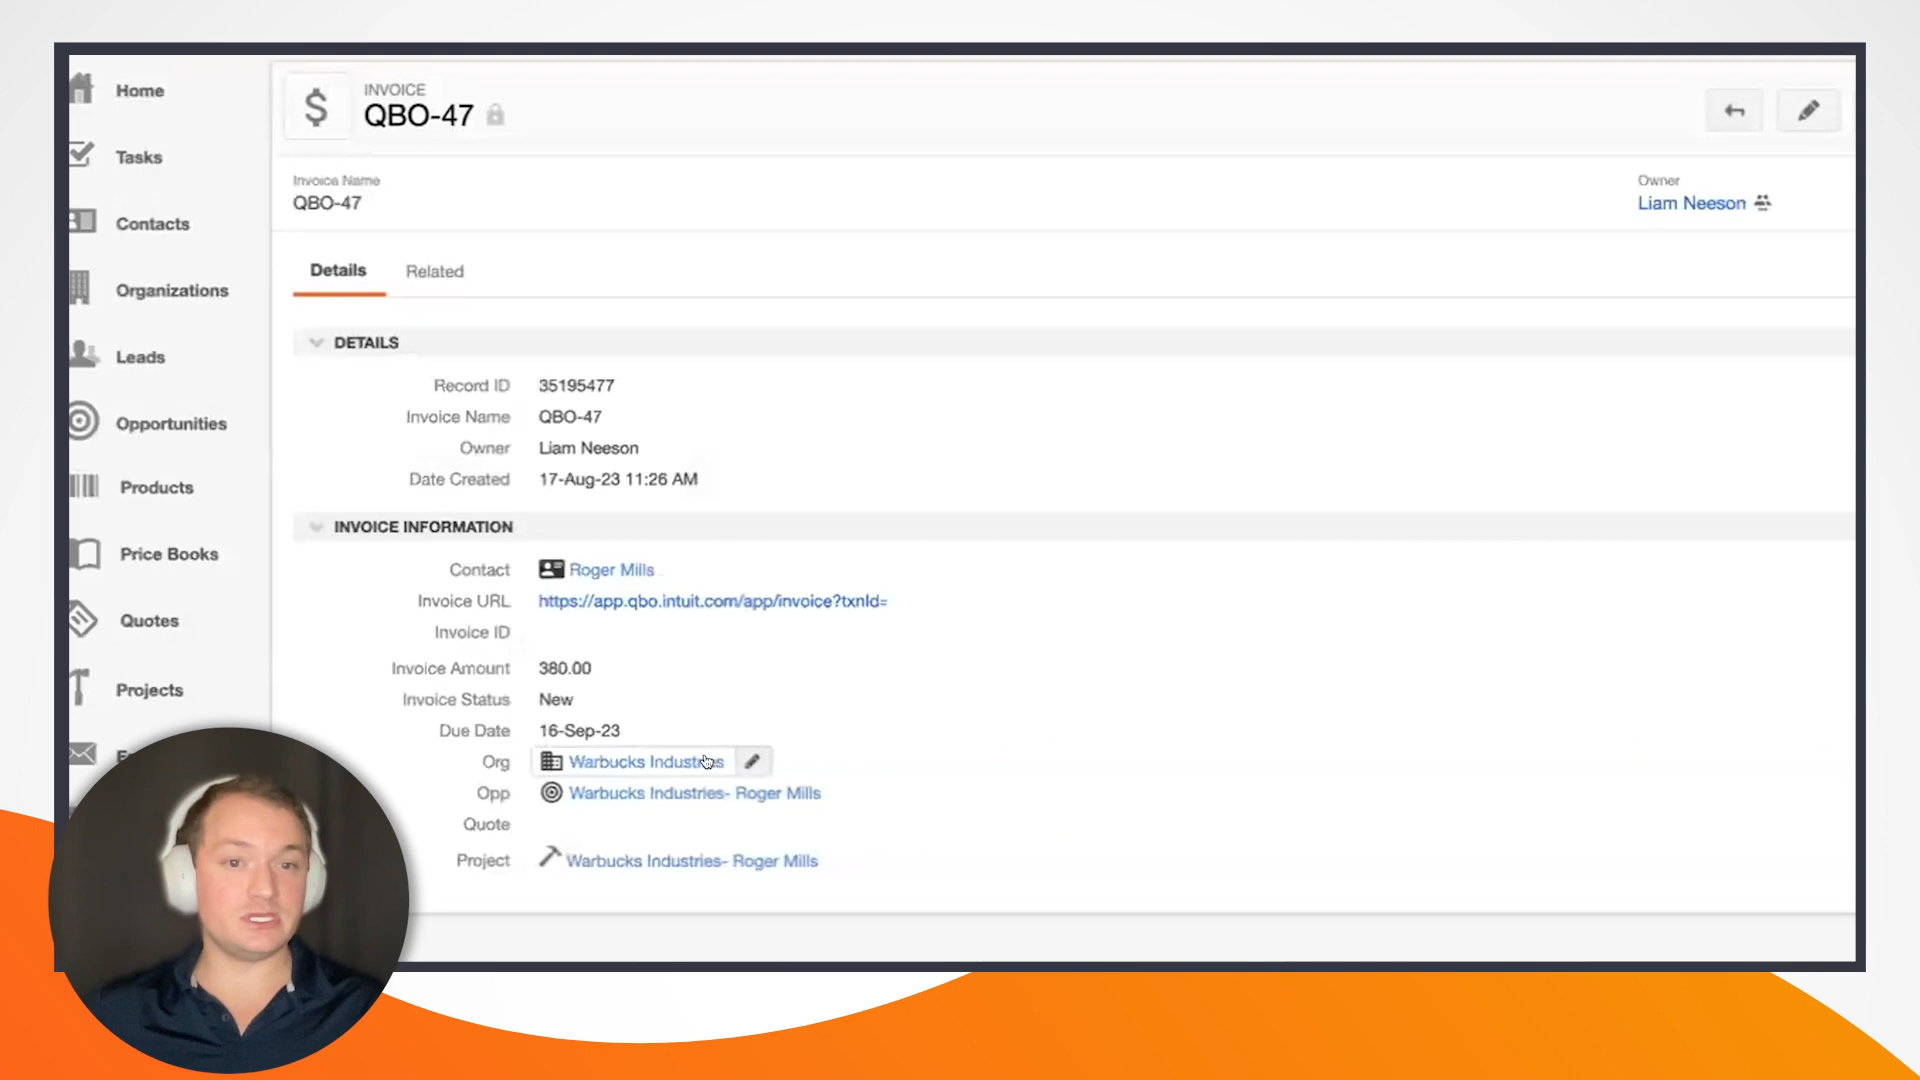 Home
Tasks
Contacts
Organizations
Leads
Opportunities
Products
Price Books
Quotes
Projects
INVOICE
QBO-47
Invoice Name
QBO-47
Owner
Liam Neeson
Details
Related
DETAILS
Record ID 35195477
Invoice Name QBO-47
Owner Liam Neeson
Date Created 17-Aug-23 11:26 AM
INVOICE INFORMATION
Contact Roger Mills
Invoice URL https://app.qbo.intuit.com/app/invoice?txnId=
Invoice ID
Invoice Amount 380.00
Invoice Status New
Due Date 16-Sep-23
Org Warbucks Industries
Opp Warbucks Industries- Roger Mills
Quote
Project Warbucks Industries- Roger Mills